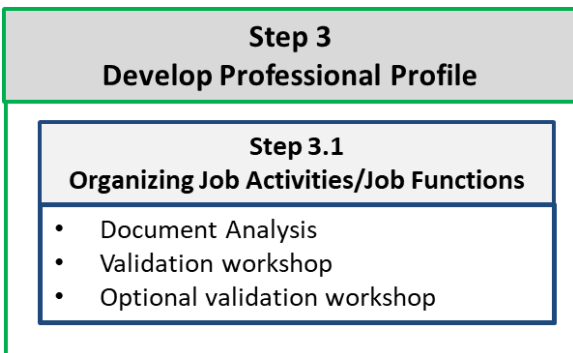 Step 3
Develop Professional Profile
Step 3.1
Organizing Job Activities/Job Functions
• Document Analysis
• Validation workshop
• Optional validation workshop